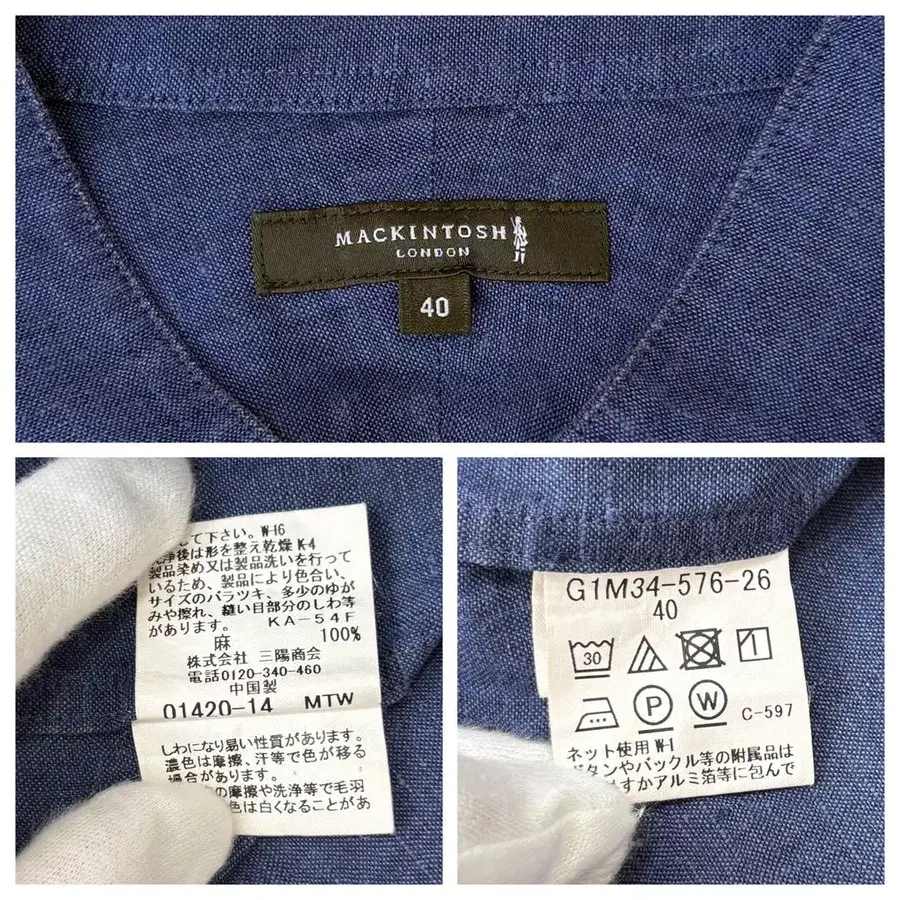 MACKINTOSH
LONDON
40
して下さい。W-16
浄後は形を整え乾燥 K-4
製品染め又は製品洗いを行って
いるため、製品により色合い、
サイズのバラツキ、多少のゆが
みや擦れ、縫い目部分のしわ等
があります。 KA-54F
麻 100%
株式会社 三陽商会
電話0120-340-460
中国製
01420-14 MTW
しわになり易い性質があります。
濃色は摩擦、汗等で色が移る
場合があります。
の摩擦や洗浄等で毛羽
色は白くなることがあ
G1M34-576-26
40
30
1
P W C-597
ネット使用 W-1
ボタンやバックル等の附属品は
すかアルミ箔等に包んで